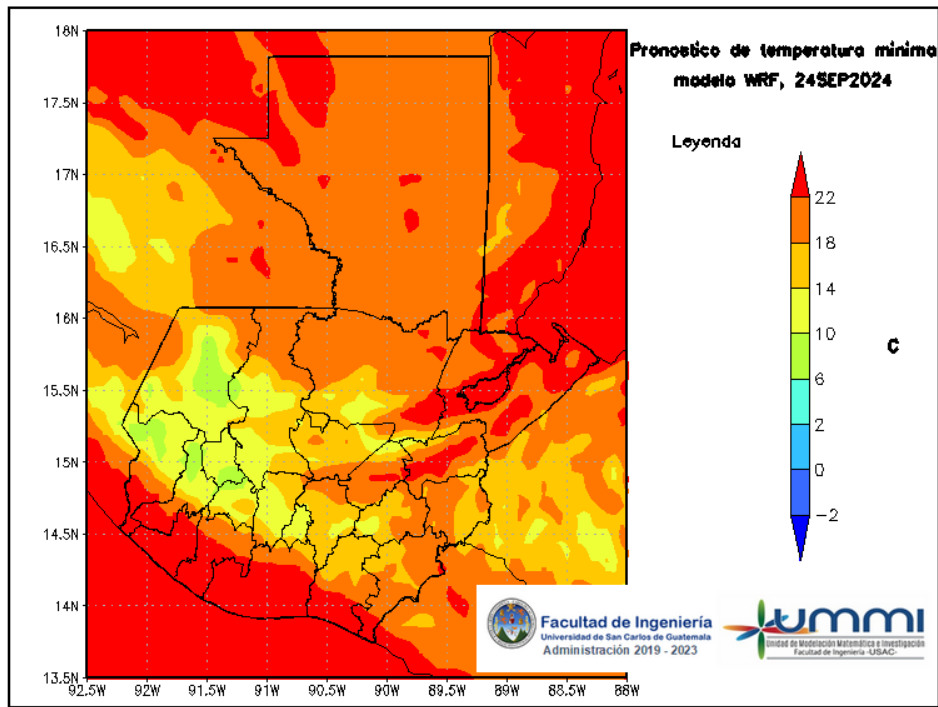 Pronostico de temperatura minima
modelo WRF, 24SEP2024
Leyenda
22
18
14
10
6
2
0
−2
C
18N
17.5N
17N
16.5N
16N
15.5N
15N
14.5N
14N
13.5N
92.5W 92W 91.5W 91W 90.5W 90W 89.5W 89W 88.5W 88W
Facultad de Ingeniería
Universidad de San Carlos de Guatemala
Administración 2019 - 2023
UMMI
Unidad de Modelación Matemática e Investigación
Facultad de Ingeniería -USAC-